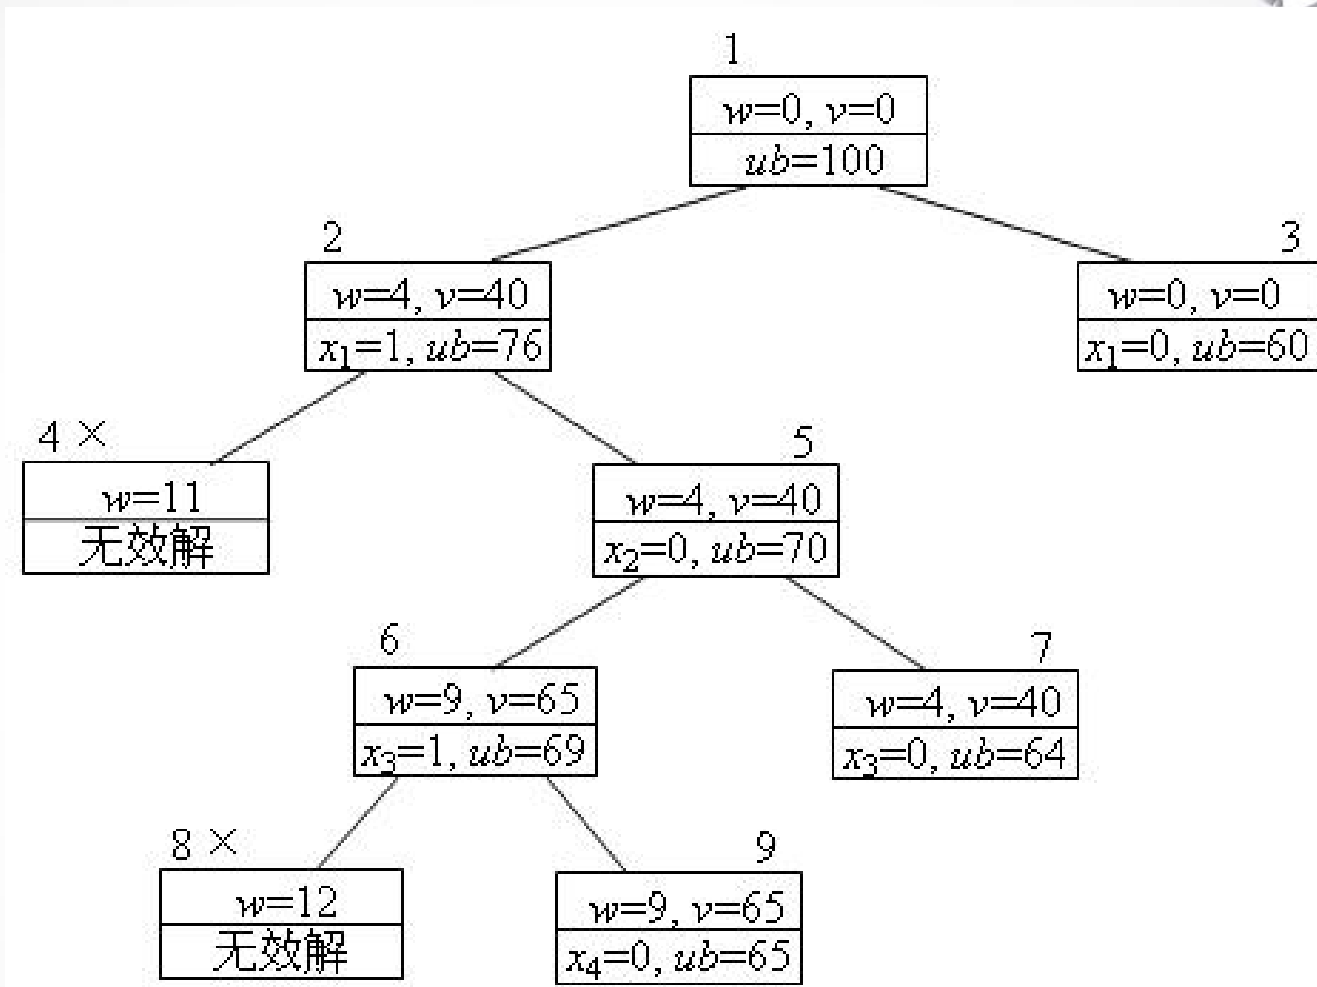 1
w=0, v=0
ub=100
2
w=4, v=40
x₁=1, ub=76
3
w=0, v=0
x₁=0, ub=60
4 ×
w=11
无效解
5
w=4, v=40
x₂=0, ub=70
6
w=9, v=65
x₃=1, ub=69
7
w=4, v=40
x₃=0, ub=64
8 ×
w=12
无效解
9
w=9, v=65
x₄=0, ub=65